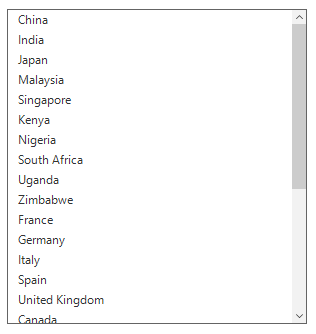 China
India
Japan
Malaysia
Singapore
Kenya
Nigeria
South Africa
Uganda
Zimbabwe
France
Germany
Italy
Spain
United Kingdom
Canada